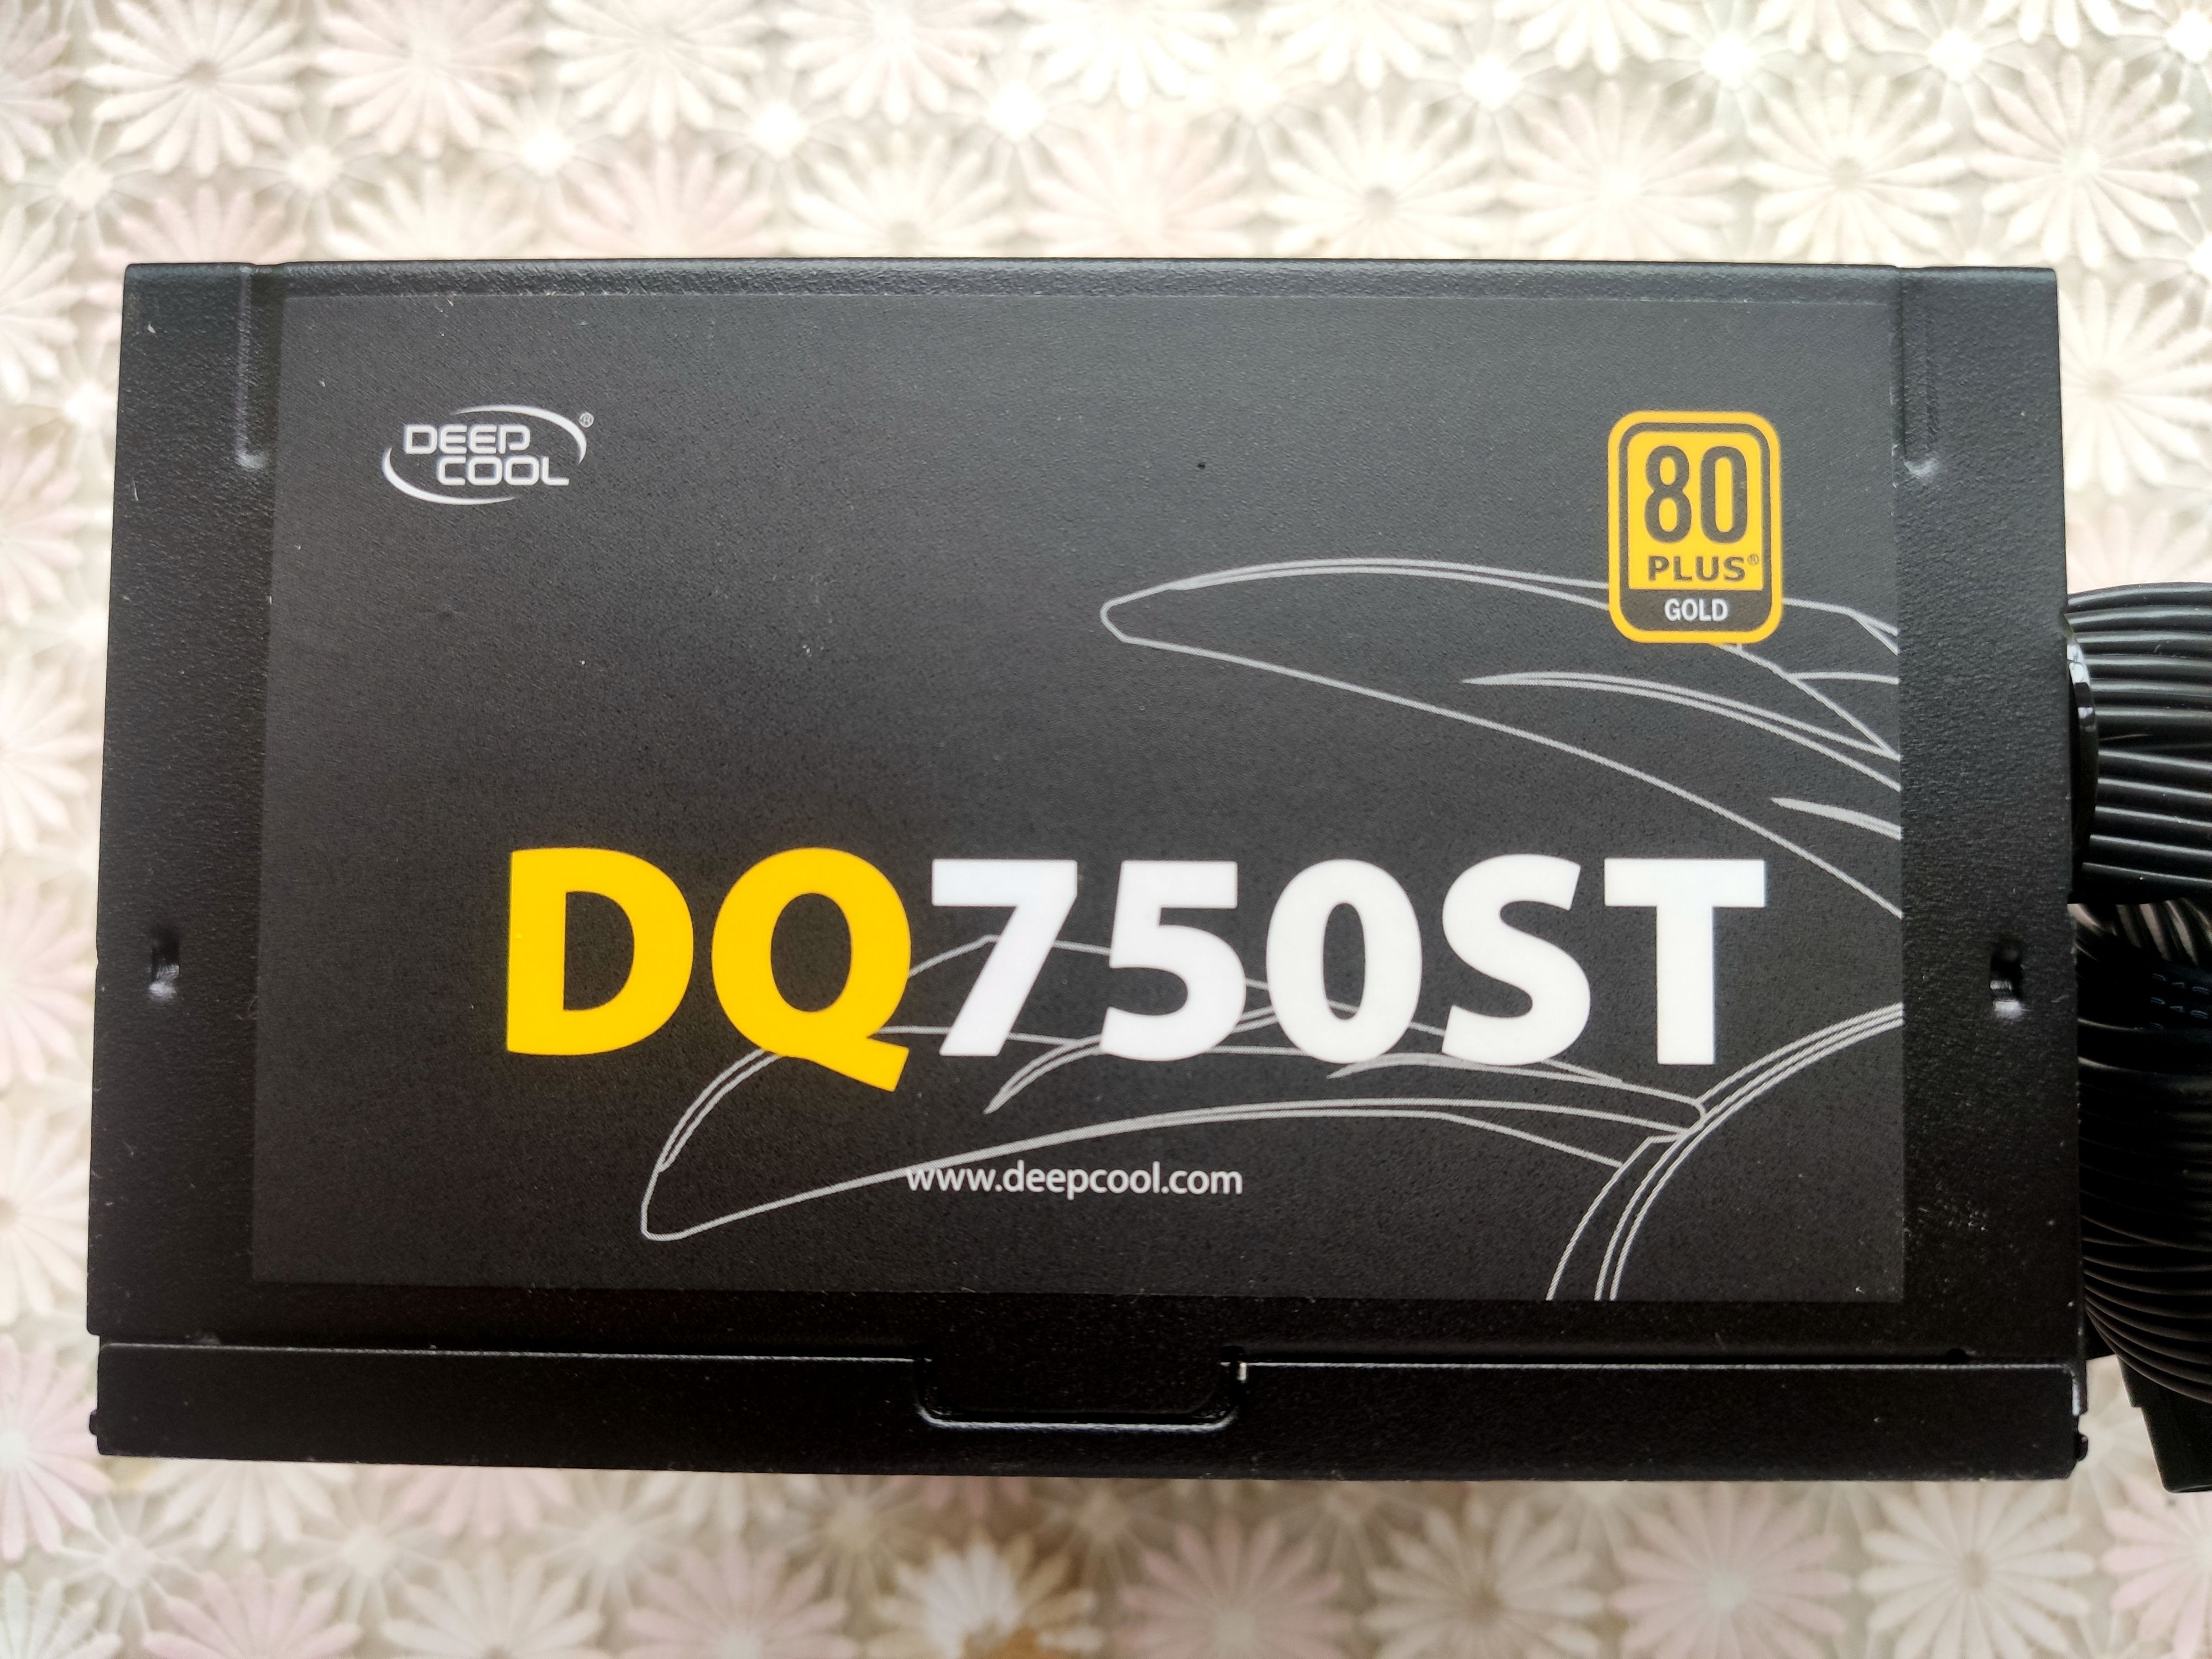 DEEP
COOL®
80
PLUS®
GOLD
DQ750ST
www.deepcool.com